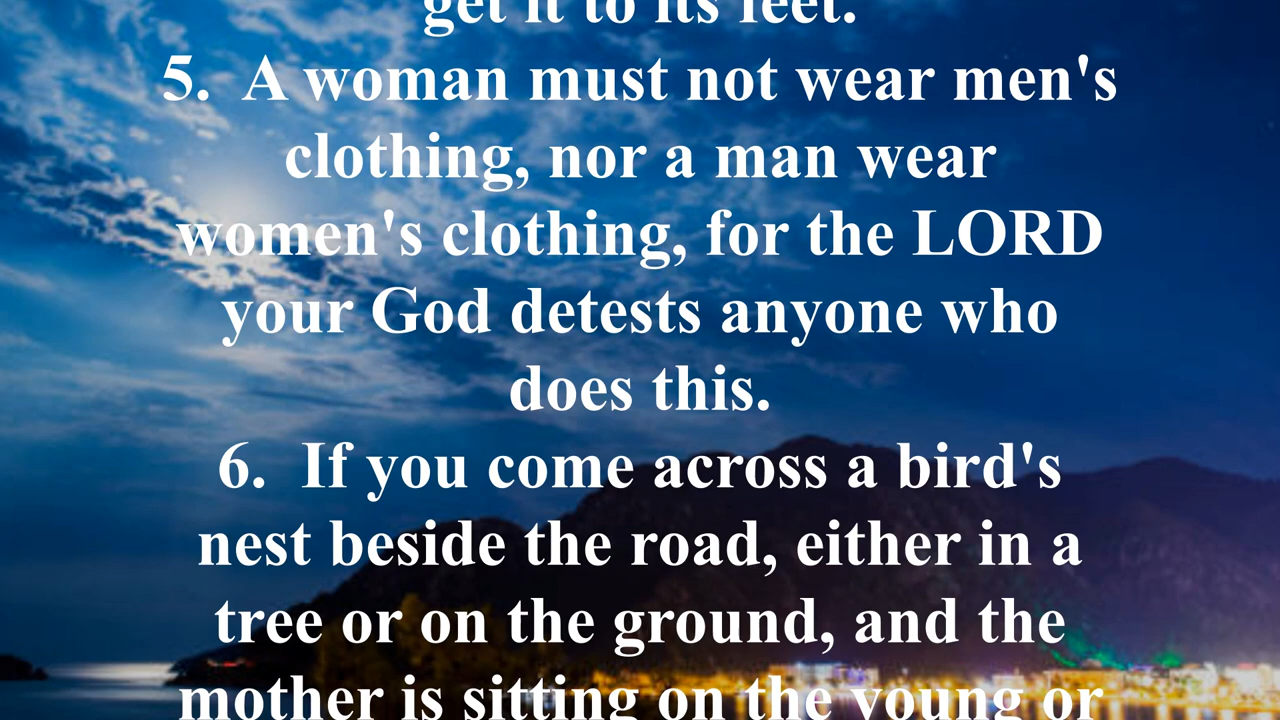 get it to its feet.
5. A woman must not wear men's
clothing, nor a man wear
women's clothing, for the LORD
your God detests anyone who
does this.
6. If you come across a bird's
nest beside the road, either in a
tree or on the ground, and the
mother is sitting on the young or